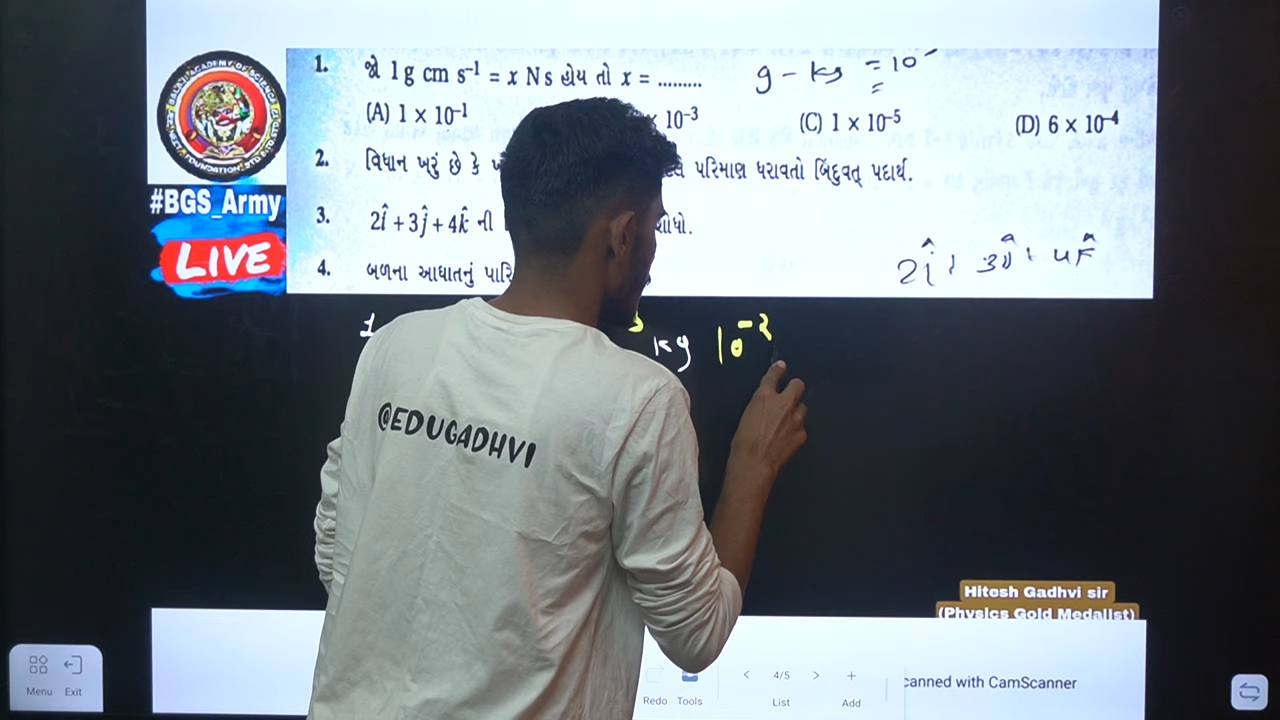 1. જો 1 g cm s⁻¹ = x N s હોય તો x = .........
g - kg = 10
(A) 1 × 10⁻¹
× 10⁻³
(C) 1 × 10⁻⁵
(D) 6 × 10⁻⁴
2. વિધાન ખરું છે કે
પરિમાણ ધરાવતો બિંદુવત્ પદાર્થ.
3. 2î + 3ĵ + 4k̂ ની
શોધો.
2î
4. બળના આઘાતનું
#BGS_Army
LIVE
1
kg 10⁻²
@EDUGADHVI
Hitesh Gadhvi sir
(Physics Gold Medalist)
Menu Exit
Redo Tools
< 4/5 > +
List Add
canned with CamScanner